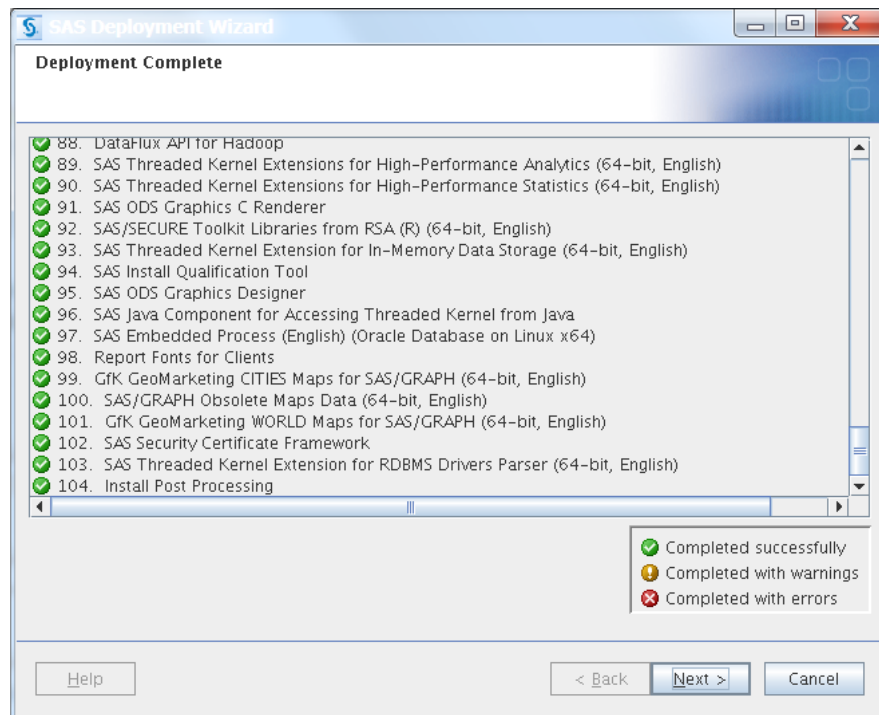 SAS Deployment Wizard
Deployment Complete
88. DataFlux API for Hadoop
89. SAS Threaded Kernel Extensions for High-Performance Analytics (64-bit, English)
90. SAS Threaded Kernel Extensions for High-Performance Statistics (64-bit, English)
91. SAS ODS Graphics C Renderer
92. SAS/SECURE Toolkit Libraries from RSA (R) (64-bit, English)
93. SAS Threaded Kernel Extension for In-Memory Data Storage (64-bit, English)
94. SAS Install Qualification Tool
95. SAS ODS Graphics Designer
96. SAS Java Component for Accessing Threaded Kernel from Java
97. SAS Embedded Process (English) (Oracle Database on Linux x64)
98. Report Fonts for Clients
99. GfK GeoMarketing CITIES Maps for SAS/GRAPH (64-bit, English)
100. SAS/GRAPH Obsolete Maps Data (64-bit, English)
101. GfK GeoMarketing WORLD Maps for SAS/GRAPH (64-bit, English)
102. SAS Security Certificate Framework
103. SAS Threaded Kernel Extension for RDBMS Drivers Parser (64-bit, English)
104. Install Post Processing
Completed successfully
Completed with warnings
Completed with errors
Help < Back Next > Cancel